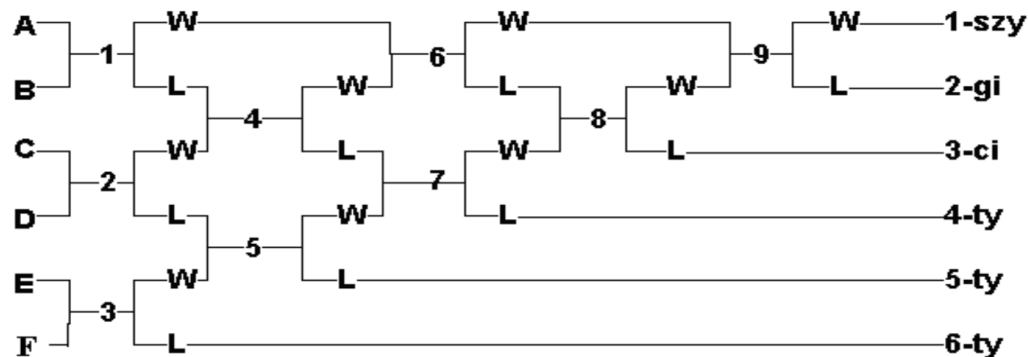 A W W W 1-szy
1 6 9
B L W L W L 2-gi
4 8
C W L W L 3-ci
2 7
D L W L 4-ty
5
E W L 5-ty
3
F L 6-ty